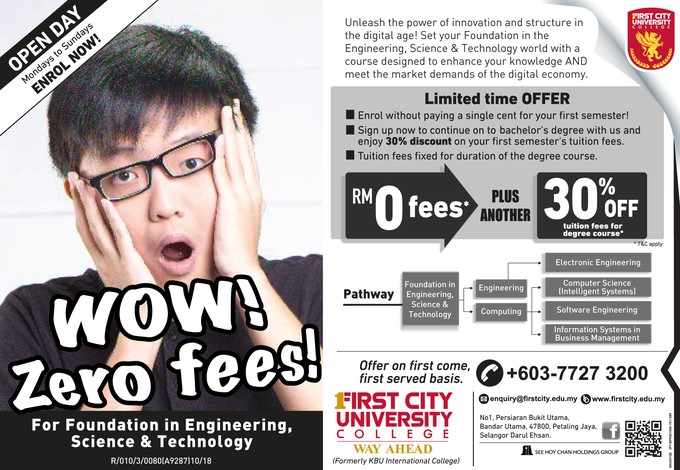 OPEN DAY
Mondays to Sundays
ENROL NOW!
WOW!
Zero fees!
For Foundation in Engineering,
Science & Technology
R/010/3/0080(A9287)10/18
Unleash the power of innovation and structure in
the digital age! Set your Foundation in the
Engineering, Science & Technology world with a
course designed to enhance your knowledge AND
meet the market demands of the digital economy.
FIRST CITY
UNIVERSITY
COLLEGE
Limited time OFFER
Enrol without paying a single cent for your first semester!
Sign up now to continue on to bachelor's degree with us and
enjoy 30% discount on your first semester's tuition fees.
Tuition fees fixed for duration of the degree course.
RM 0 fees*
PLUS
ANOTHER
30% OFF
tuition fees for
degree course*
* T&C apply
Pathway
Foundation in
Engineering,
Science &
Technology
Engineering
Computing
Electronic Engineering
Computer Science
(Intelligent Systems)
Software Engineering
Information Systems in
Business Management
Offer on first come,
first served basis.
+603-7727 3200
FIRST CITY
UNIVERSITY
COLLEGE
WAY AHEAD
(Formerly KBU International College)
enquiry@firstcity.edu.my www.firstcity.edu.my
No1, Persiaran Bukit Utama,
Bandar Utama, 47800, Petaling Jaya,
Selangor Darul Ehsan.
SEE HOY CHAN HOLDINGS GROUP